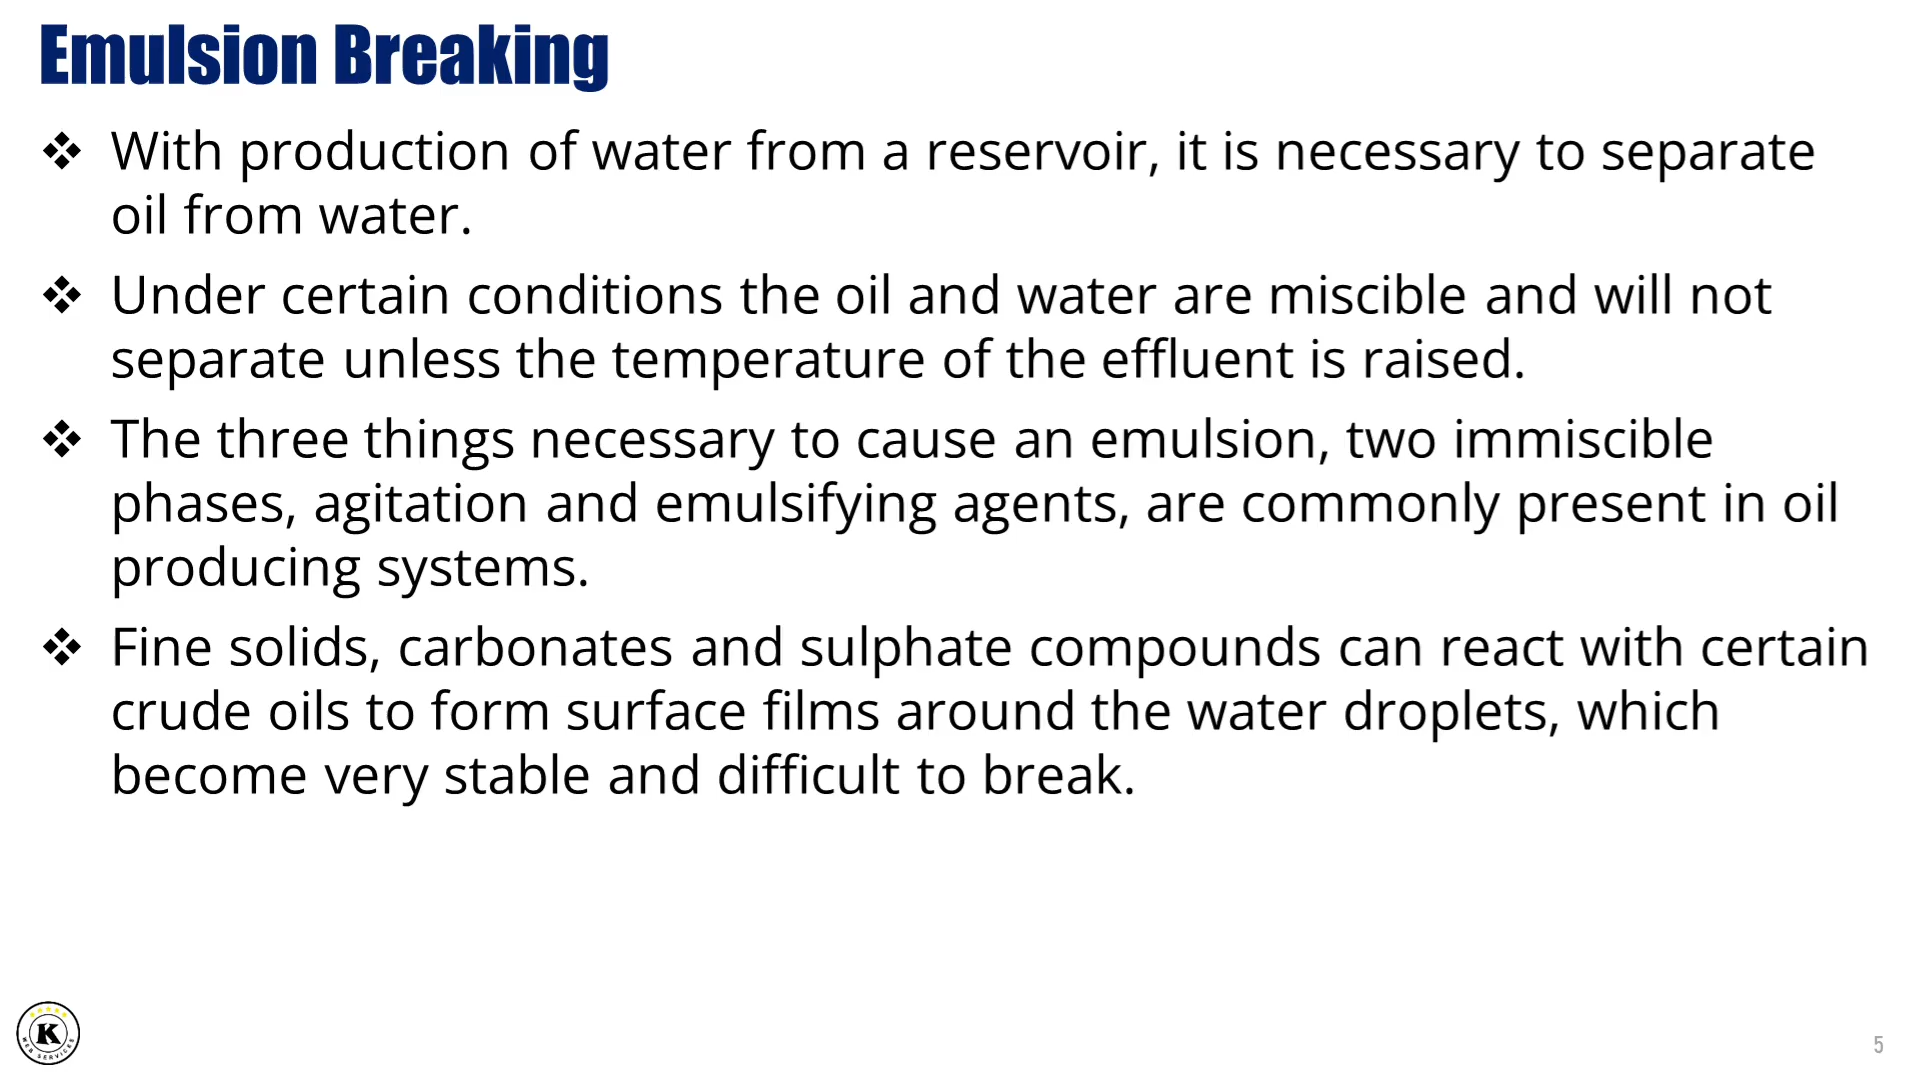 Emulsion Breaking
❖ With production of water from a reservoir, it is necessary to separate
oil from water.
❖ Under certain conditions the oil and water are miscible and will not
separate unless the temperature of the effluent is raised.
❖ The three things necessary to cause an emulsion, two immiscible
phases, agitation and emulsifying agents, are commonly present in oil
producing systems.
❖ Fine solids, carbonates and sulphate compounds can react with certain
crude oils to form surface films around the water droplets, which
become very stable and difficult to break.
K
WEB SERVICES
5